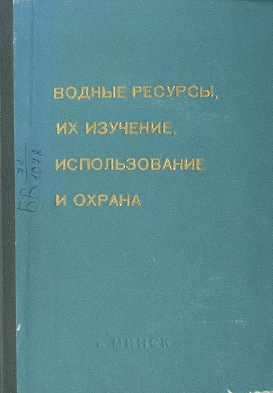 ВОДНЫЕ РЕСУРСЫ,
ИХ ИЗУЧЕНИЕ,
ИСПОЛЬЗОВАНИЕ
И ОХРАНА
г. МИНСК